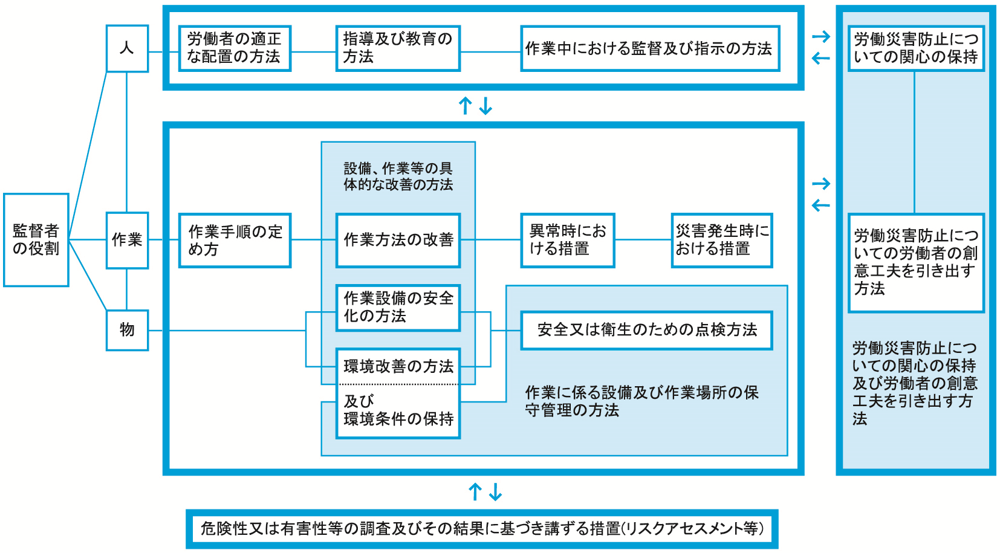 監督者
の役割
人
作業
物
労働者の適正
な配置の方法
指導及び教育の
方法
作業中における監督及び指示の方法
設備、作業等の具
体的な改善の方法
作業手順の定
め方
作業方法の改善
異常時にお
ける措置
災害発生時に
おける措置
作業設備の安全
化の方法
環境改善の方法
及び
環境条件の保持
安全又は衛生のための点検方法
作業に係る設備及び作業場所の保
守管理の方法
労働災害防止につ
いての関心の保持
労働災害防止につ
いての労働者の創
意工夫を引き出す
方法
労働災害防止につ
いての関心の保持
及び労働者の創意
工夫を引き出す方
法
危険性又は有害性等の調査及びその結果に基づき講ずる措置(リスクアセスメント等)